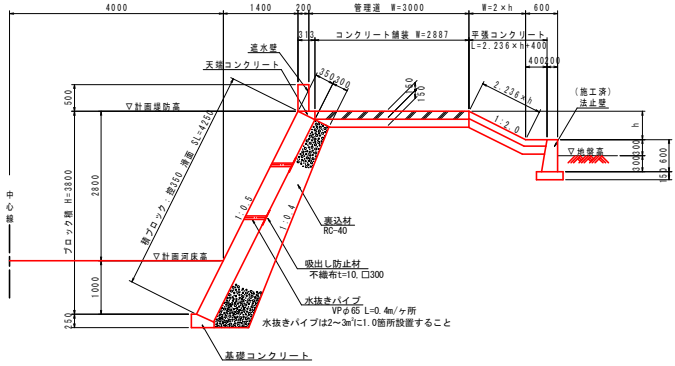 4000
1400
200
管理道 W=3000
W=2×h
600
313
コンクリート舗装 W=2887
平張コンクリート
L=2.236×h+400
遮水壁
天端コンクリート
350
300
50
150
400
200
2.236×h
1:2.0
(施工済)
法止壁
h
▽地盤高
300
300
600
150
500
▽計画堤防高
積ブロック:控350 滑面 SL=4250
ブロック積 H=3800
2800
1:0.5
1:0.4
裏込材
RC-40
中心線
▽計画河床高
1000
250
吸出し防止材
不織布t=10,□300
水抜きパイプ
VPφ65 L=0.4m/ヶ所
水抜きパイプは2~3㎡に1.0箇所設置すること
基礎コンクリート